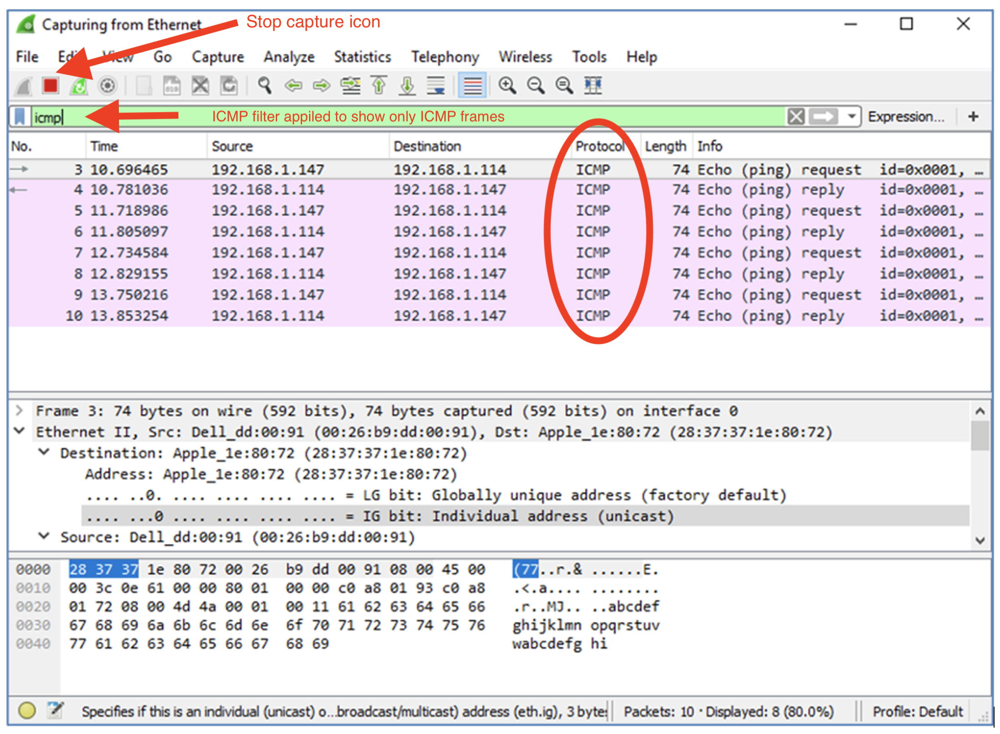 Capturing from Ethernet
Stop capture icon
File Edit View Go Capture Analyze Statistics Telephony Wireless Tools Help
icmp ICMP filter appiled to show only ICMP frames Expression... +
No. Time Source Destination Protocol Length Info
3 10.696465 192.168.1.147 192.168.1.114 ICMP 74 Echo (ping) request id=0x0001, …
4 10.781036 192.168.1.114 192.168.1.147 ICMP 74 Echo (ping) reply id=0x0001, …
5 11.718986 192.168.1.147 192.168.1.114 ICMP 74 Echo (ping) request id=0x0001, …
6 11.805097 192.168.1.114 192.168.1.147 ICMP 74 Echo (ping) reply id=0x0001, …
7 12.734584 192.168.1.147 192.168.1.114 ICMP 74 Echo (ping) request id=0x0001, …
8 12.829155 192.168.1.114 192.168.1.147 ICMP 74 Echo (ping) reply id=0x0001, …
9 13.750216 192.168.1.147 192.168.1.114 ICMP 74 Echo (ping) request id=0x0001, …
10 13.853254 192.168.1.114 192.168.1.147 ICMP 74 Echo (ping) reply id=0x0001, …
Frame 3: 74 bytes on wire (592 bits), 74 bytes captured (592 bits) on interface 0
Ethernet II, Src: Dell_dd:00:91 (00:26:b9:dd:00:91), Dst: Apple_1e:80:72 (28:37:37:1e:80:72)
Destination: Apple_1e:80:72 (28:37:37:1e:80:72)
Address: Apple_1e:80:72 (28:37:37:1e:80:72)
.... ..0. .... .... .... .... = LG bit: Globally unique address (factory default)
.... ...0 .... .... .... .... = IG bit: Individual address (unicast)
Source: Dell_dd:00:91 (00:26:b9:dd:00:91)
0000 28 37 37 1e 80 72 00 26 b9 dd 00 91 08 00 45 00 (77..r.& ......E.
0010 00 3c 0e 61 00 00 80 01 00 00 c0 a8 01 93 c0 a8 .<.a.... ........
0020 01 72 08 00 4d 4a 00 01 00 11 61 62 63 64 65 66 .r..MJ.. ..abcdef
0030 67 68 69 6a 6b 6c 6d 6e 6f 70 71 72 73 74 75 76 ghijklmn opqrstuv
0040 77 61 62 63 64 65 66 67 68 69 wabcdefg hi
Specifies if this is an individual (unicast) o...broadcast/multicast) address (eth.ig), 3 bytes Packets: 10 · Displayed: 8 (80.0%) Profile: Default